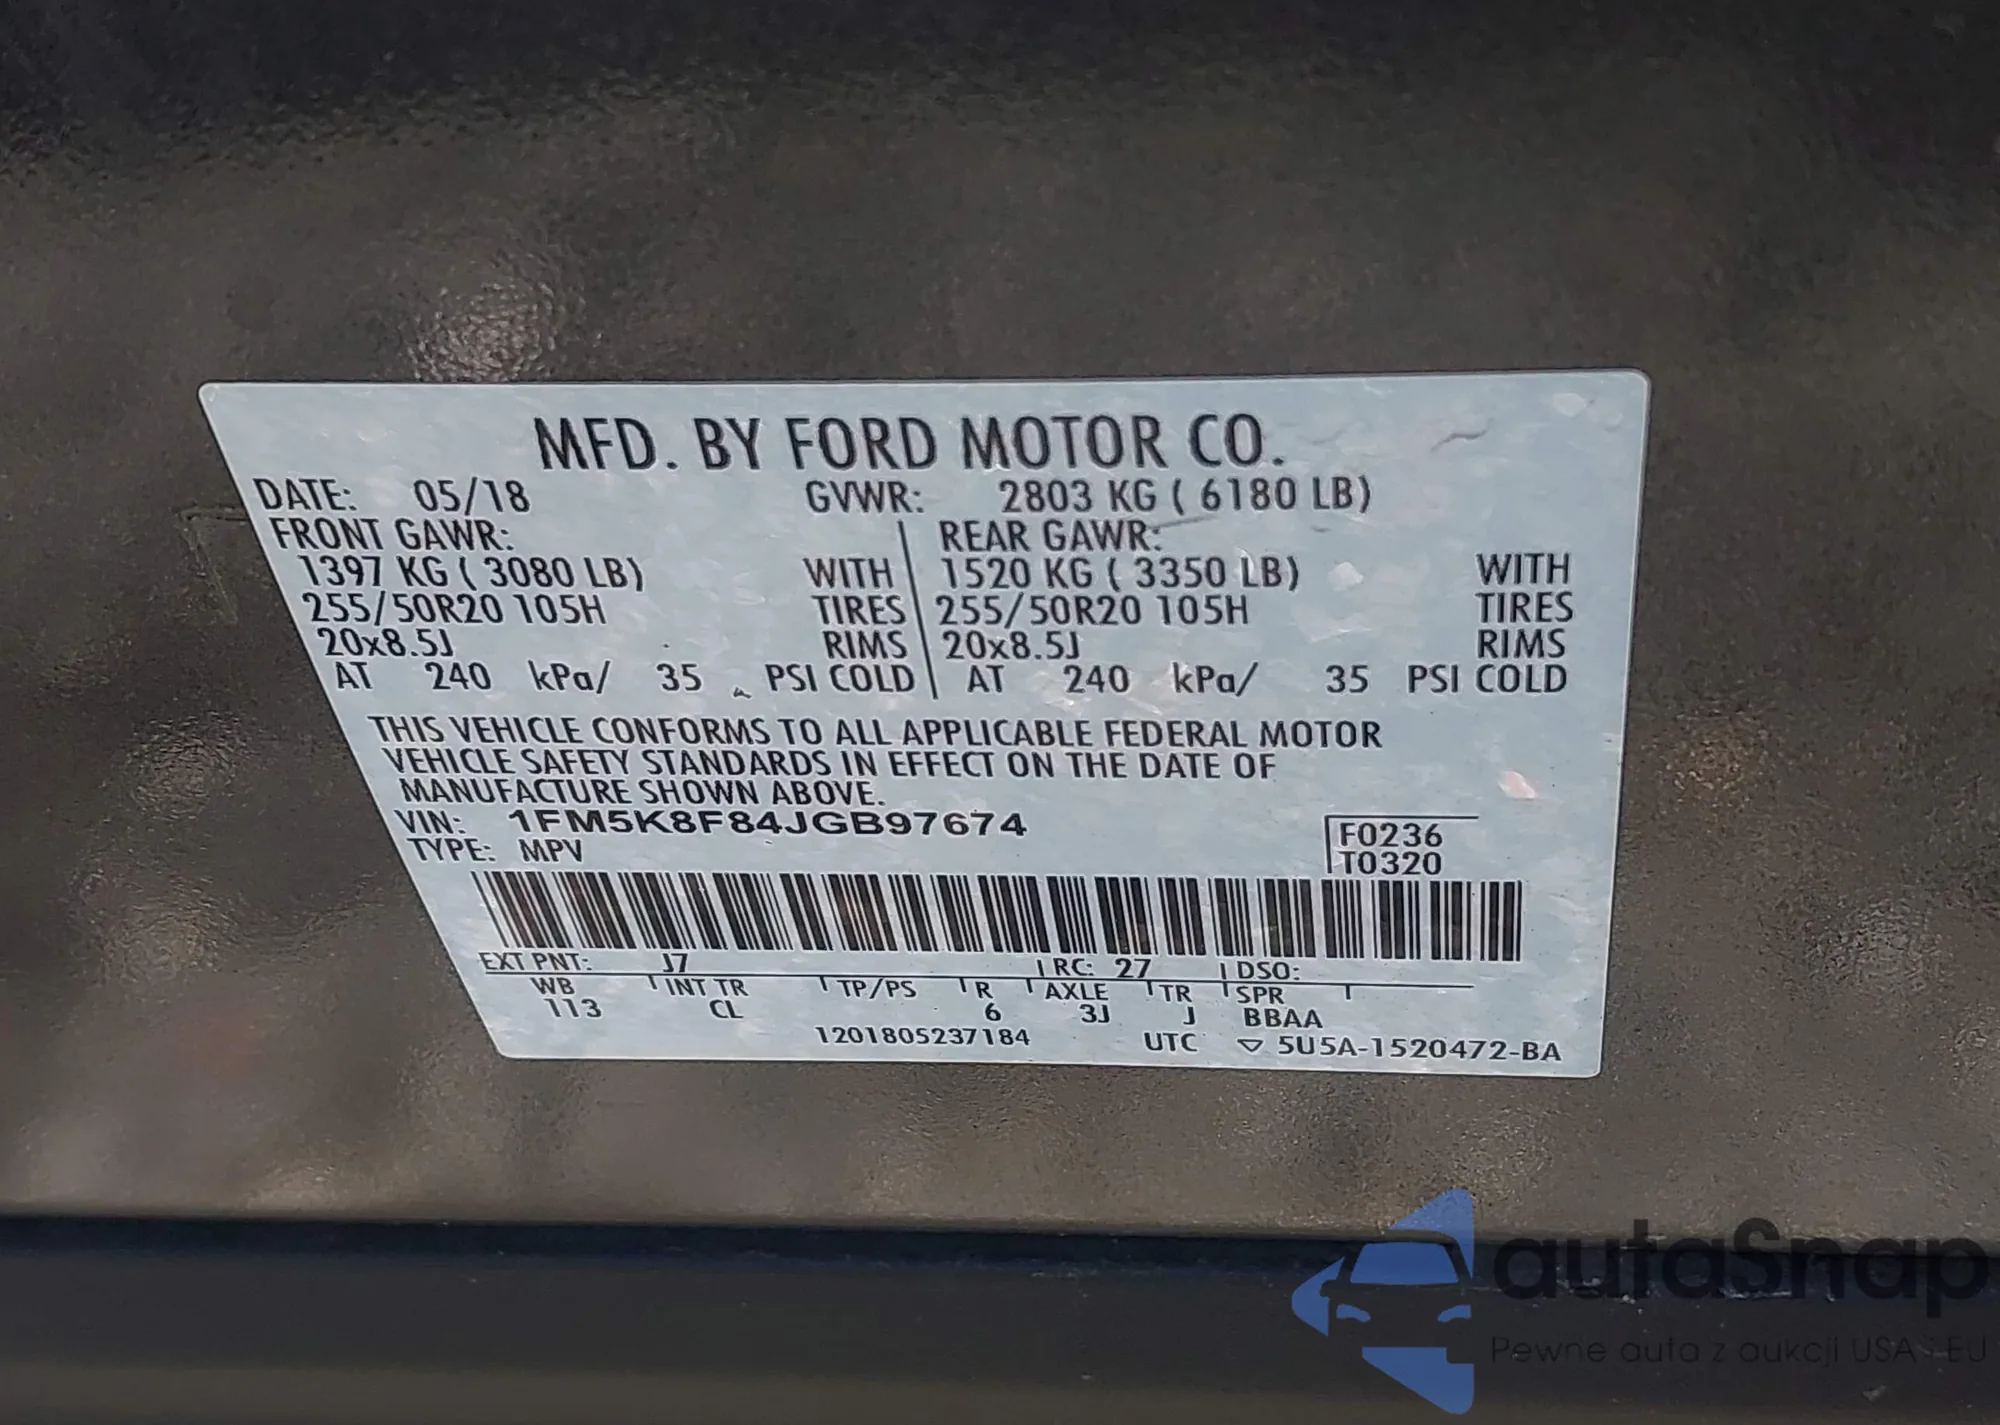 MFD. BY FORD MOTOR CO.
DATE: 05/18 GVWR: 2803 KG ( 6180 LB)
FRONT GAWR: REAR GAWR:
1397 KG ( 3080 LB) WITH 1520 KG ( 3350 LB) WITH
255/50R20 105H TIRES 255/50R20 105H TIRES
20x8.5J RIMS 20x8.5J RIMS
AT 240 kPa/ 35 PSI COLD AT 240 kPa/ 35 PSI COLD
THIS VEHICLE CONFORMS TO ALL APPLICABLE FEDERAL MOTOR
VEHICLE SAFETY STANDARDS IN EFFECT ON THE DATE OF
MANUFACTURE SHOWN ABOVE.
VIN: 1FM5K8F84JGB97674 F0236
TYPE: MPV T0320
EXT PNT: J7 RC: 27 DSO:
WB INT TR TP/PS R AXLE TR SPR
113 CL 6 3J J BBAA
1201805237184 UTC ▽ 5U5A-1520472-BA
autaSnap
Pewne auta z aukcji USA i EU